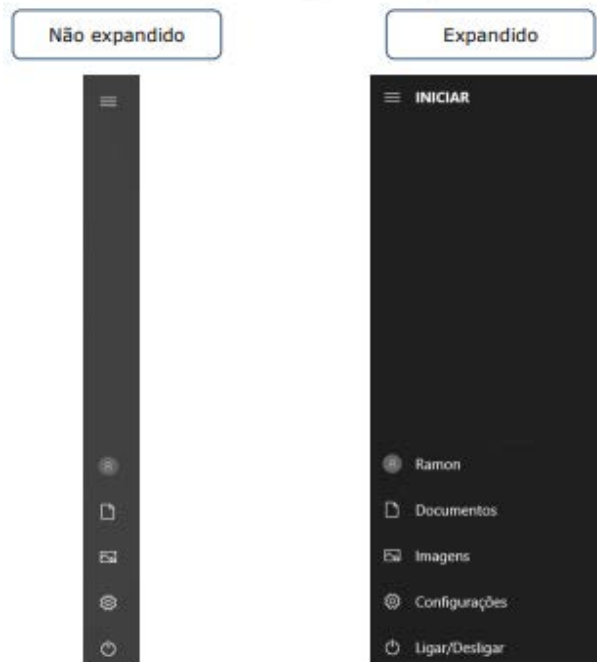 Não expandido
Expandido
INICIAR
Ramon
Documentos
Imagens
Configurações
Ligar/Desligar